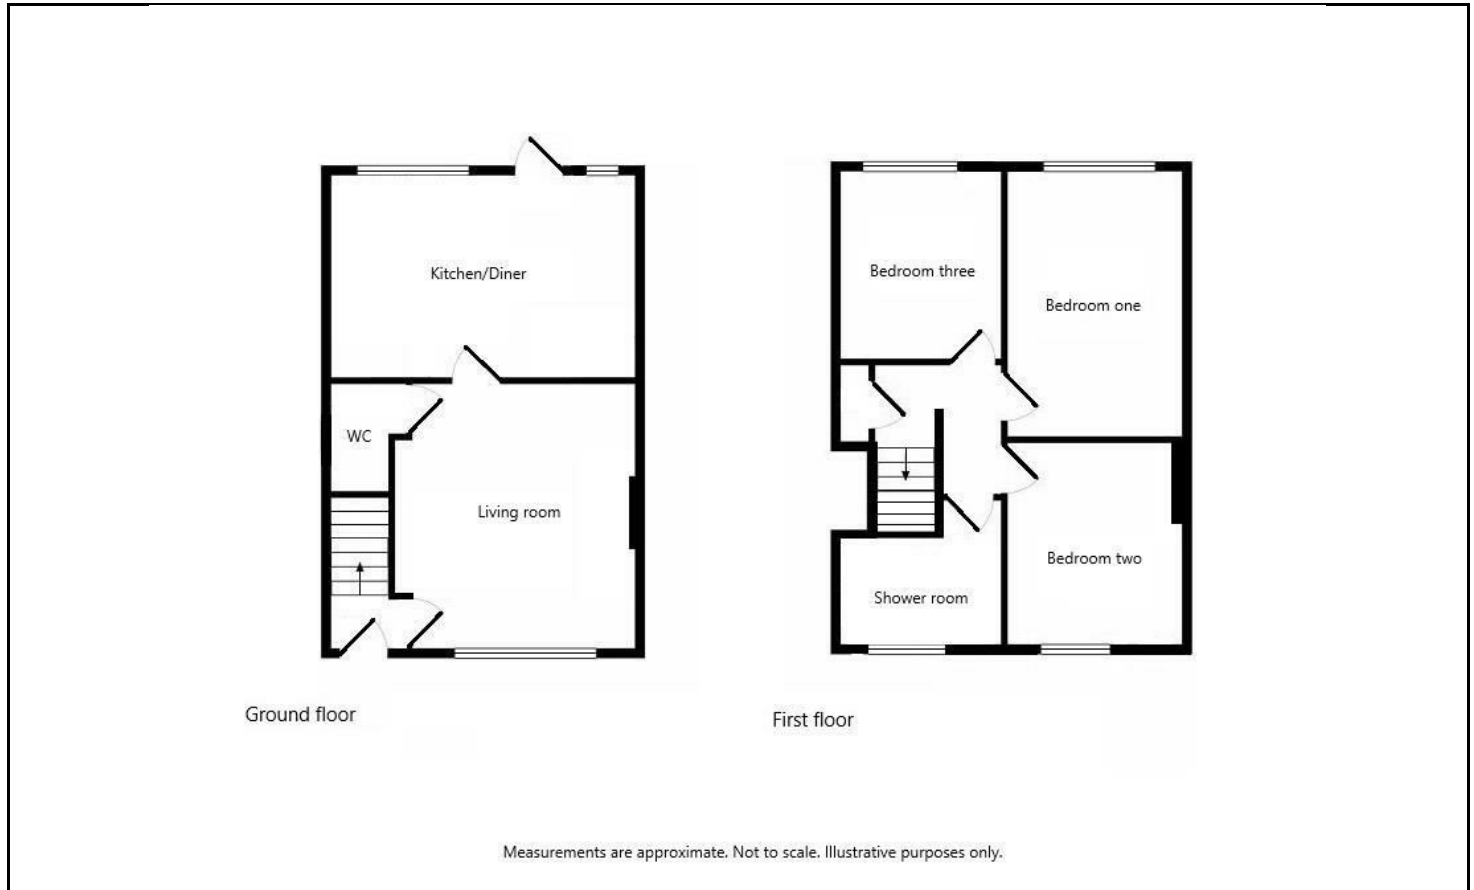 Kitchen/Diner
WC
Living room
Ground floor
Bedroom three
Bedroom one
Bedroom two
Shower room
First floor
Measurements are approximate. Not to scale. Illustrative purposes only.